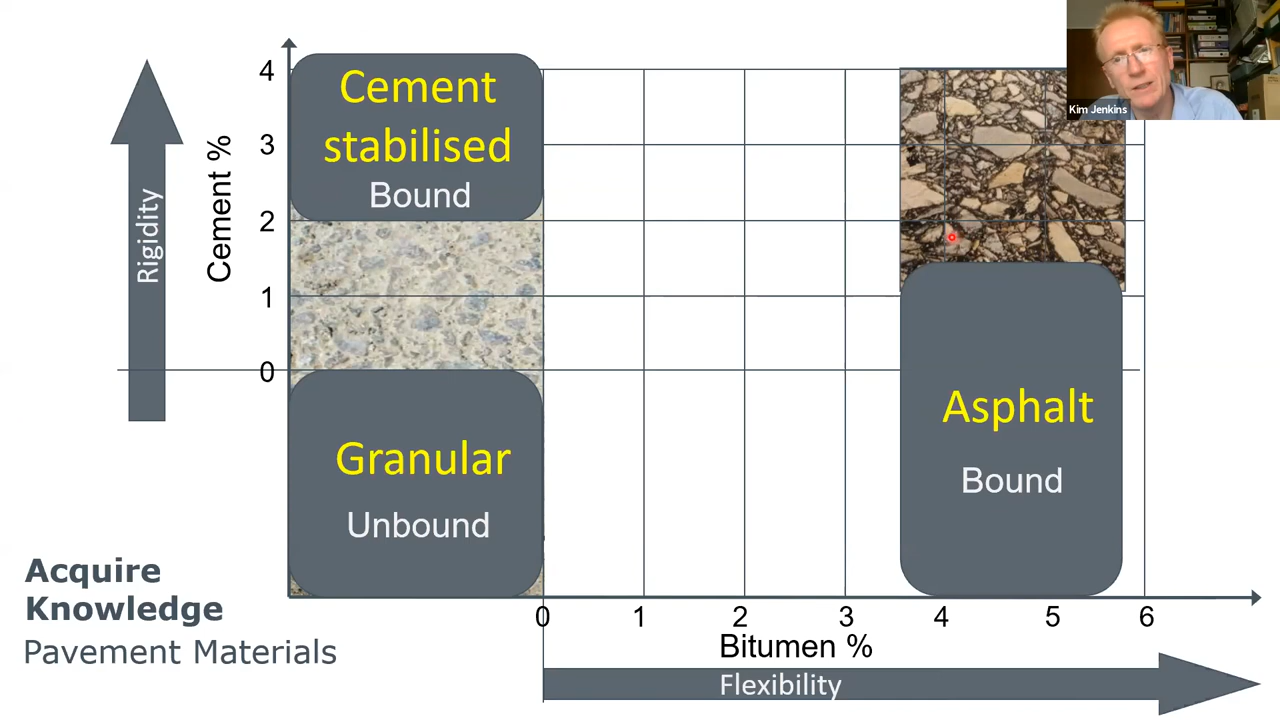 Kim Jenkins
Cement
stabilised
Bound
Rigidity
Cement %
4
3
2
1
0
Granular
Unbound
Asphalt
Bound
Acquire
Knowledge
Pavement Materials
0 1 2 3 4 5 6
Bitumen %
Flexibility